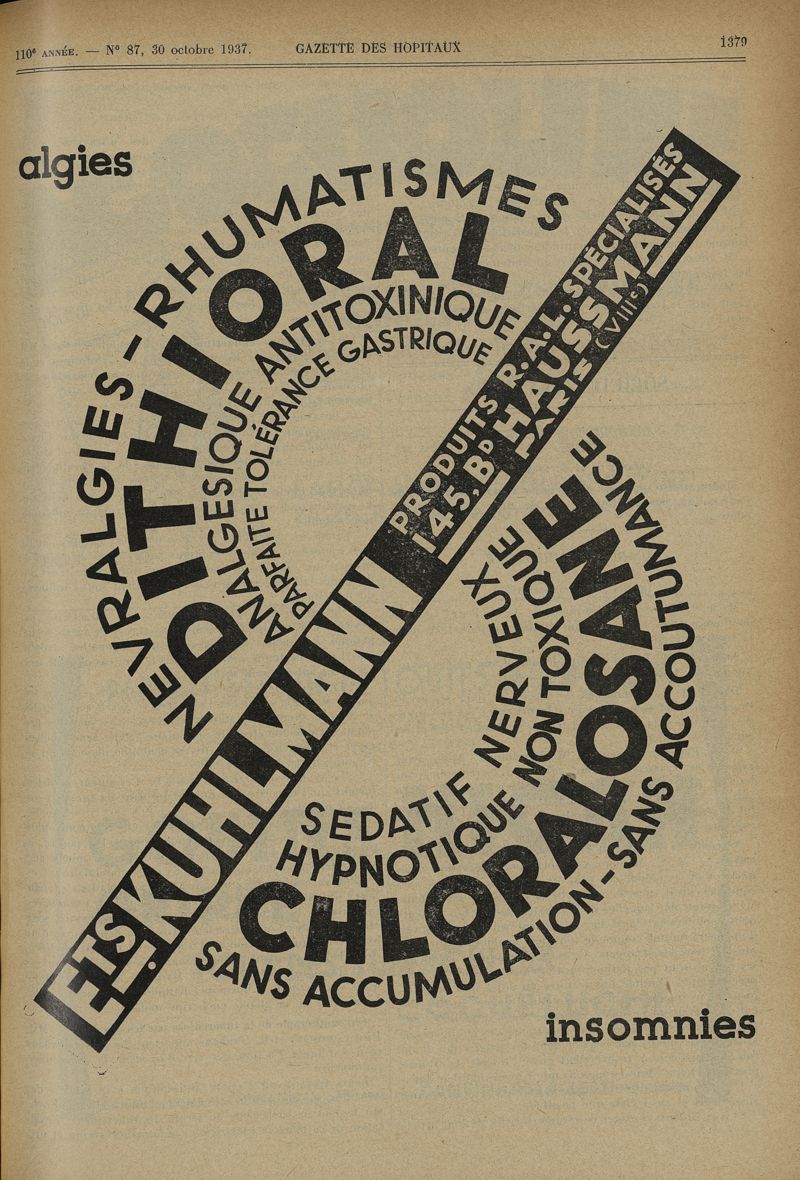 110e ANNÉE. — No 87, 30 octobre 1937.
GAZETTE DES HOPITAUX
1379
algies
NEVRALGIES - RHUMATISMES
DITHIORAL
ANALGESIQUE ANTITOXINIQUE
PARFAITE TOLÉRANCE GASTRIQUE
ETS. KUHLMANN
PRODUITS R.A.L. SPÉCIALISÉS
145, BD HAUSSMANN
PARIS (VIIIe)
SEDATIF NERVEUX
HYPNOTIQUE NON TOXIQUE
CHLORALOSANE
SANS ACCUMULATION - SANS ACCOUTUMANCE
insomnies